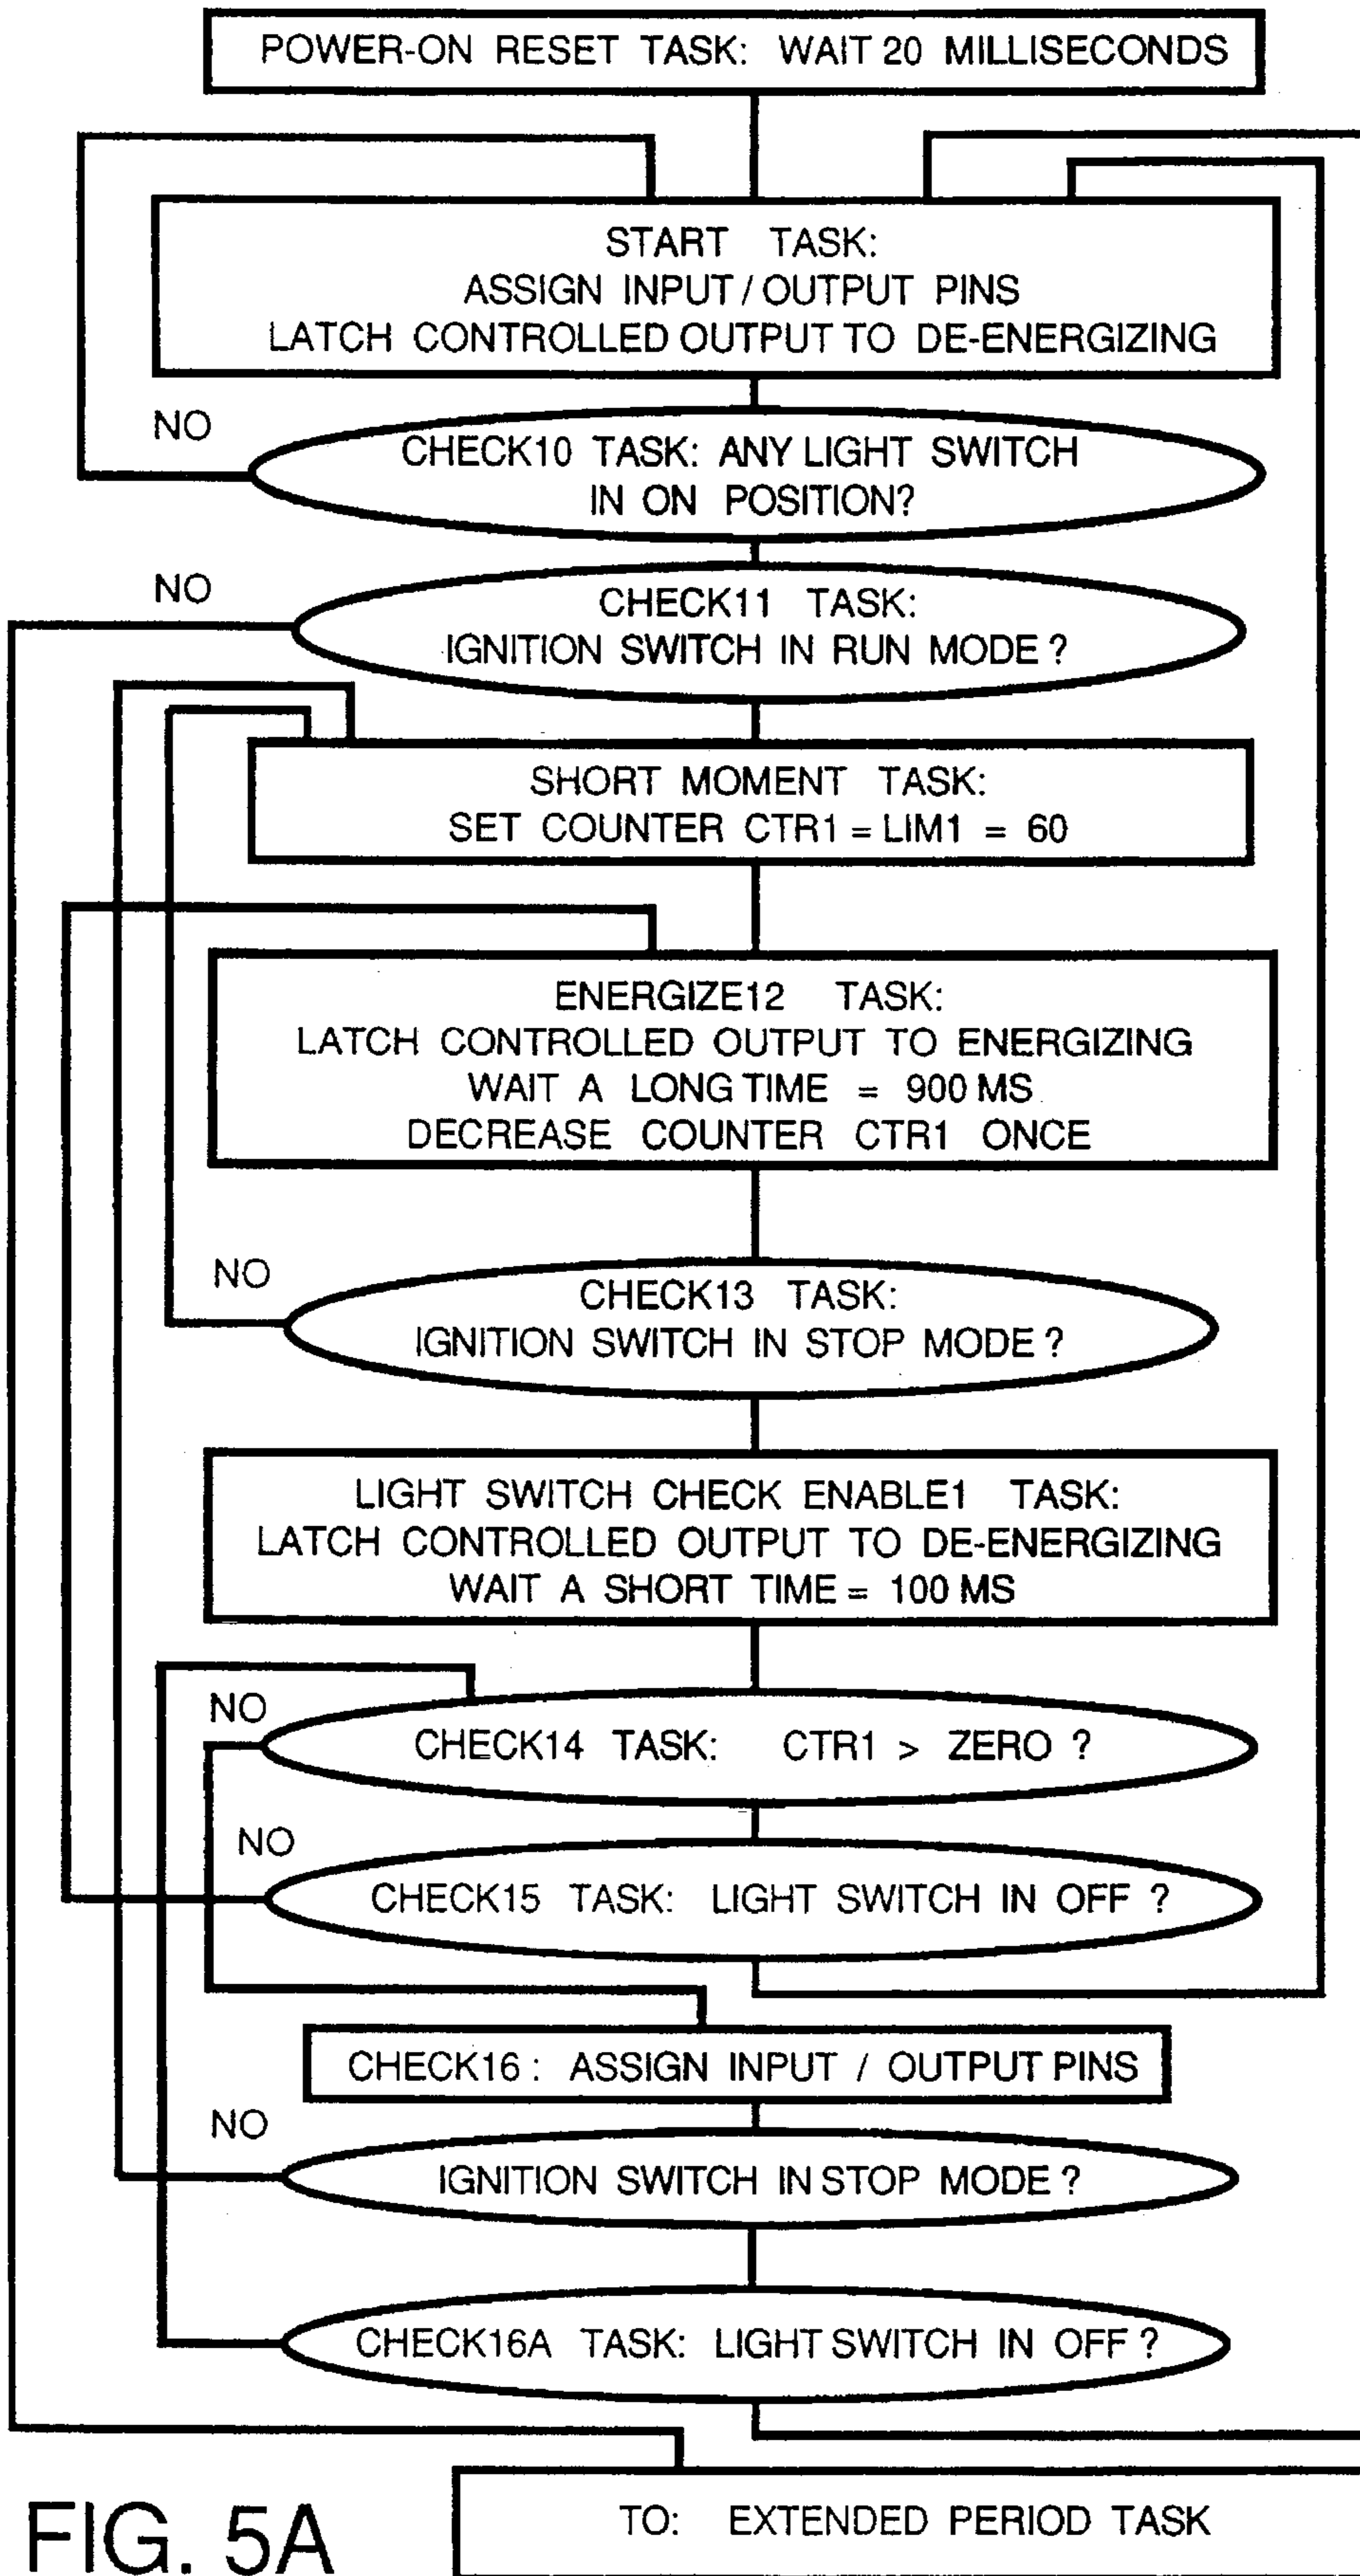 POWER-ON RESET TASK: WAIT 20 MILLISECONDS
START TASK:
ASSIGN INPUT / OUTPUT PINS
LATCH CONTROLLED OUTPUT TO DE-ENERGIZING
NO
CHECK10 TASK: ANY LIGHT SWITCH
IN ON POSITION?
NO
CHECK11 TASK:
IGNITION SWITCH IN RUN MODE ?
SHORT MOMENT TASK:
SET COUNTER CTR1 = LIM1 = 60
ENERGIZE12 TASK:
LATCH CONTROLLED OUTPUT TO ENERGIZING
WAIT A LONG TIME = 900 MS
DECREASE COUNTER CTR1 ONCE
NO
CHECK13 TASK:
IGNITION SWITCH IN STOP MODE ?
LIGHT SWITCH CHECK ENABLE1 TASK:
LATCH CONTROLLED OUTPUT TO DE-ENERGIZING
WAIT A SHORT TIME = 100 MS
NO
CHECK14 TASK: CTR1 > ZERO ?
NO
CHECK15 TASK: LIGHT SWITCH IN OFF ?
CHECK16 : ASSIGN INPUT / OUTPUT PINS
NO
IGNITION SWITCH IN STOP MODE ?
CHECK16A TASK: LIGHT SWITCH IN OFF ?
TO: EXTENDED PERIOD TASK
FIG. 5A